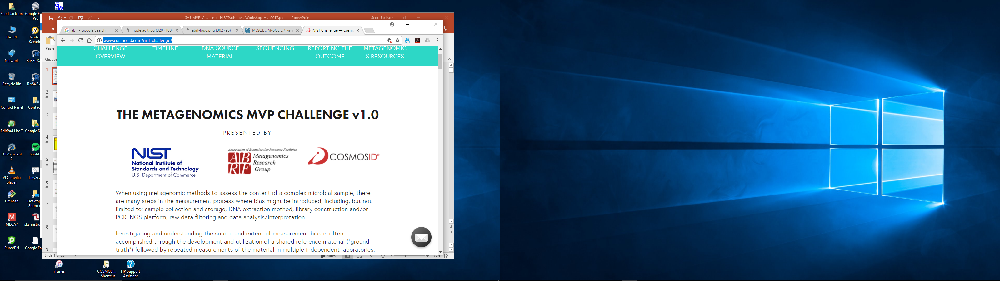 Scott Jackson
Google Ea
Pro
This PC
Norto
Securi
Network
R i386 3.
Recycle Bin
R x64 3.
Control Panel
Contac
EditPad Lite 7
Google D
DJI Assistant
2
Spotif
VLC media
player
TinySca
Git Bash
Desktop
Shortcu
MEGA7
sks_instru
PureVPN
Google Ea
iTunes
COSMOSI...
- Shortcut
HP Support
Assistant
SAJ-MVP-Challenge-NISTPathogen-Workshop-Aug2017.pptx - PowerPoint
Scott Jackson
File
Paste
Clipboa
1
2
3
4
5
6
7
8
9
abrf - Google Search
mqdefault.jpg (320×180)
abrf-logo.png (302×95)
MySQL :: MySQL 5.7 Refe
NIST Challenge — Cosm
www.cosmosid.com/nist-challenge/
CHALLENGE
OVERVIEW
TIMELINE
DNA SOURCE
MATERIAL
SEQUENCING
REPORTING THE
OUTCOME
METAGENOMIC
S RESOURCES
THE METAGENOMICS MVP CHALLENGE v1.0
PRESENTED BY
NIST
National Institute of
Standards and Technology
U.S. Department of Commerce
Association of Biomolecular Resource Facilities
ABRF
Metagenomics
Research
Group
COSMOSID®
When using metagenomic methods to assess the content of a complex microbial sample, there
are many steps in the measurement process where bias might be introduced; including, but not
limited to: sample collection and storage, DNA extraction method, library construction and/or
PCR, NGS platform, raw data filtering and data analysis/interpretation.
Investigating and understanding the source and extent of measurement bias is often
accomplished through the development and utilization of a shared reference material ("ground
truth") followed by repeated measurements of the material in multiple independent laboratories.
Slide 1 of 55
Notes
75%